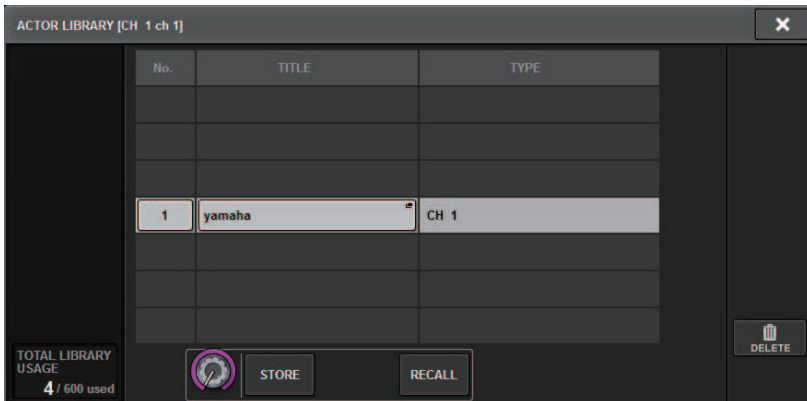 ACTOR LIBRARY [CH 1 ch 1]
No. TITLE TYPE
1 yamaha CH 1
DELETE
TOTAL LIBRARY
USAGE
4 / 600 used
STORE RECALL